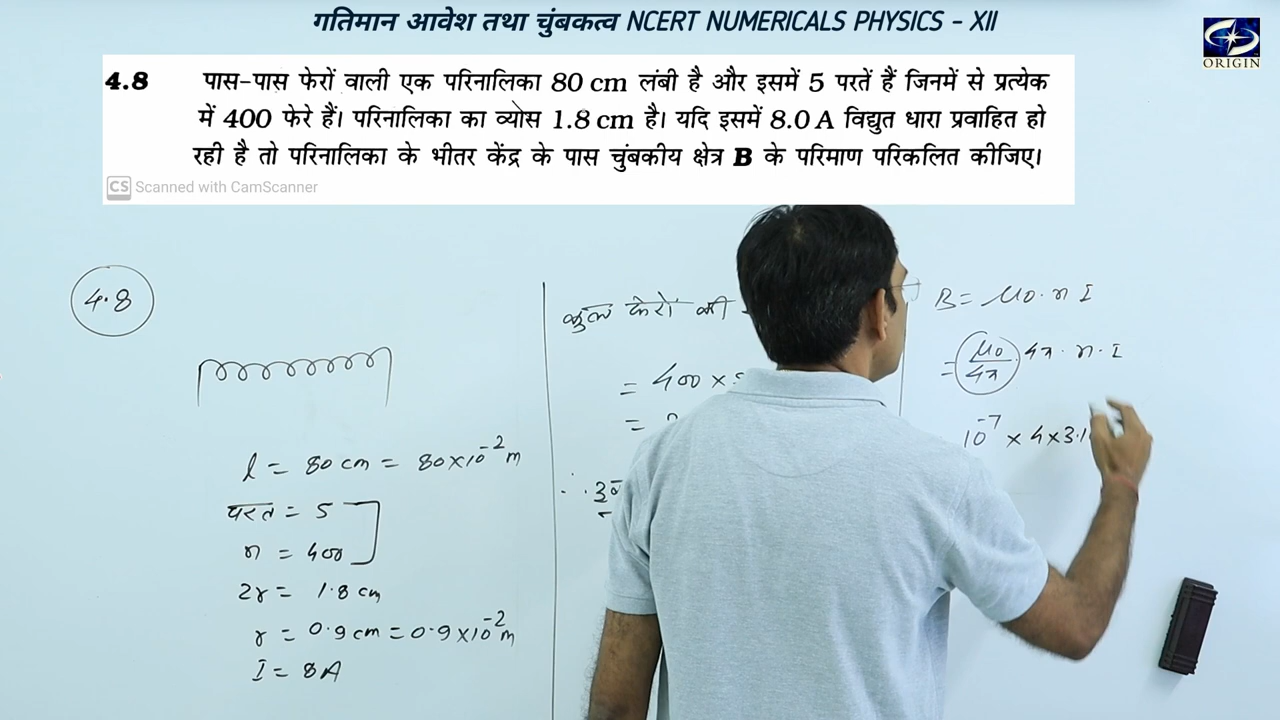 गतिमान आवेश तथा चुंबकत्व NCERT NUMERICALS PHYSICS - XII
ORIGIN
4.8 पास-पास फेरों वाली एक परिनालिका 80 cm लंबी है और इसमें 5 परतें हैं जिनमें से प्रत्येक
में 400 फेरे हैं। परिनालिका का व्यास 1.8 cm है। यदि इसमें 8.0 A विद्युत धारा प्रवाहित हो
रही है तो परिनालिका के भीतर केंद्र के पास चुंबकीय क्षेत्र B के परिमाण परिकलित कीजिए।
CS Scanned with CamScanner
4.8
l = 80 cm = 80×10⁻² m
परत = 5
n = 400
2r = 1.8 cm
r = 0.9 cm = 0.9×10⁻² m
I = 8A
कुल फेरों की
= 400 ×
=
∴
B = μ0. n I
= μ0/4π . 4π . n . I
10⁻⁷ × 4 × 3.1